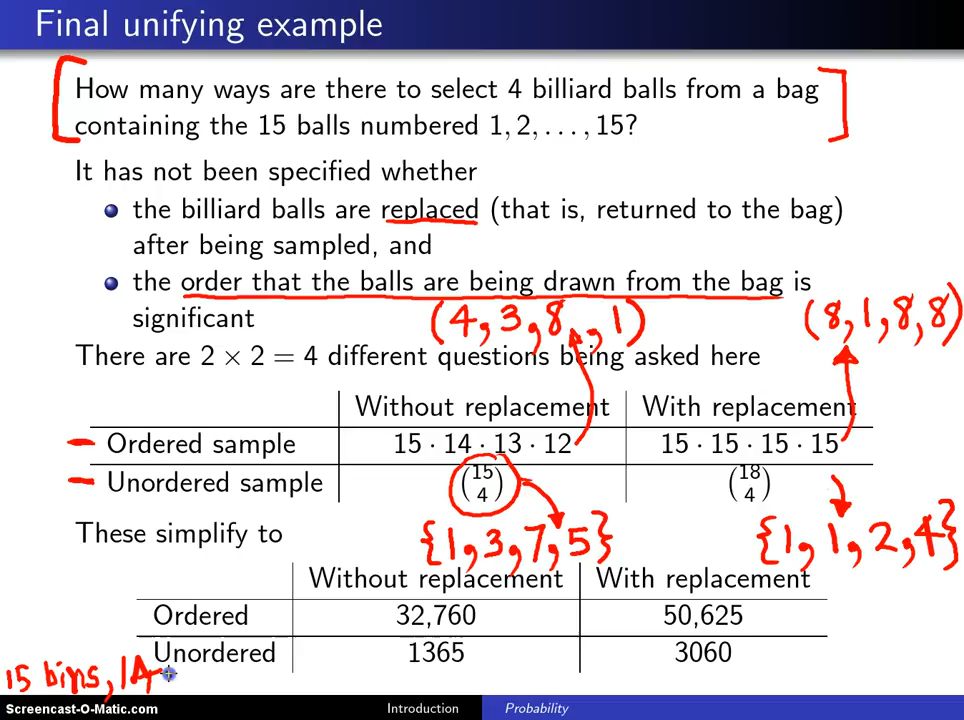 Final unifying example
How many ways are there to select 4 billiard balls from a bag
containing the 15 balls numbered 1, 2, . . . , 15?
It has not been specified whether
the billiard balls are replaced (that is, returned to the bag)
after being sampled, and
the order that the balls are being drawn from the bag is
significant
(4, 3, 8, , 1)
(8, 1, 8, 8)
There are 2 × 2 = 4 different questions being asked here
Without replacement With replacement
Ordered sample 15 · 14 · 13 · 12 15 · 15 · 15 · 15
Unordered sample (15 4) (18 4)
These simplify to
{1, 3, 7, 5}
{1, 1, 2, 4}
Without replacement With replacement
Ordered 32,760 50,625
Unordered 1365 3060
15 bins, 14
Screencast-O-Matic.com Introduction Probability